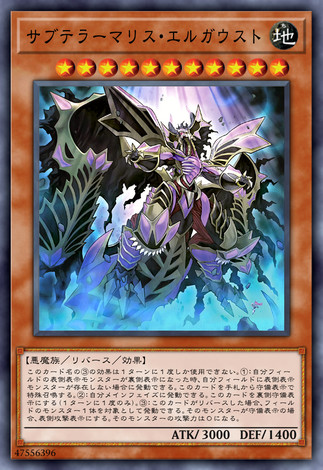 サブテラーマリス・エルガウスト
地
【悪魔族／リバース／効果】
このカード名の③の効果は１ターンに１度しか使用できない。①：自分フィ
ールドの表側表示モンスターが裏側表示になった時、自分フィールドに表側表示モ
ンスターが存在しない場合に発動できる。このカードを手札から守備表示で
特殊召喚する。②：自分メインフェイズに発動できる。このカードを裏側守備表
示にする（１ターンに１度のみ）。③：このカードがリバースした場合、フィール
ドのモンスター１体を対象として発動できる。そのモンスターが守備表示の場
合、表側攻撃表示にする。そのモンスターの攻撃力は０になる。
ATK/ 3000 DEF/1400
47556396